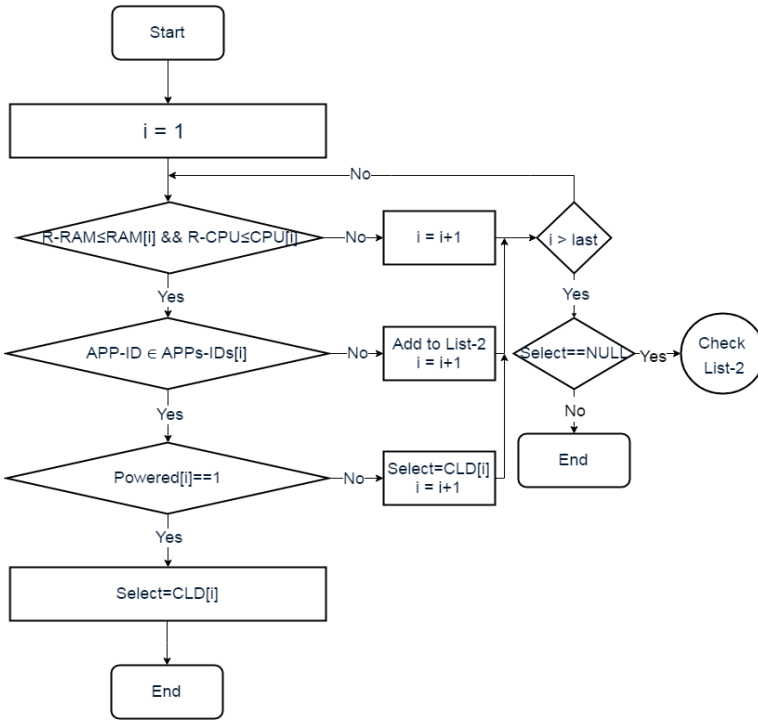 Start
i = 1
No
R-RAM≤RAM[i] && R-CPU≤CPU[i]
No
i = i+1
i > last
Yes
Yes
APP-ID ∈ APPs-IDs[i]
No
Add to List-2
i = i+1
Select==NULL
Yes
Check
List-2
Yes
No
Powered[i]==1
No
Select=CLD[i]
i = i+1
End
Yes
Select=CLD[i]
End